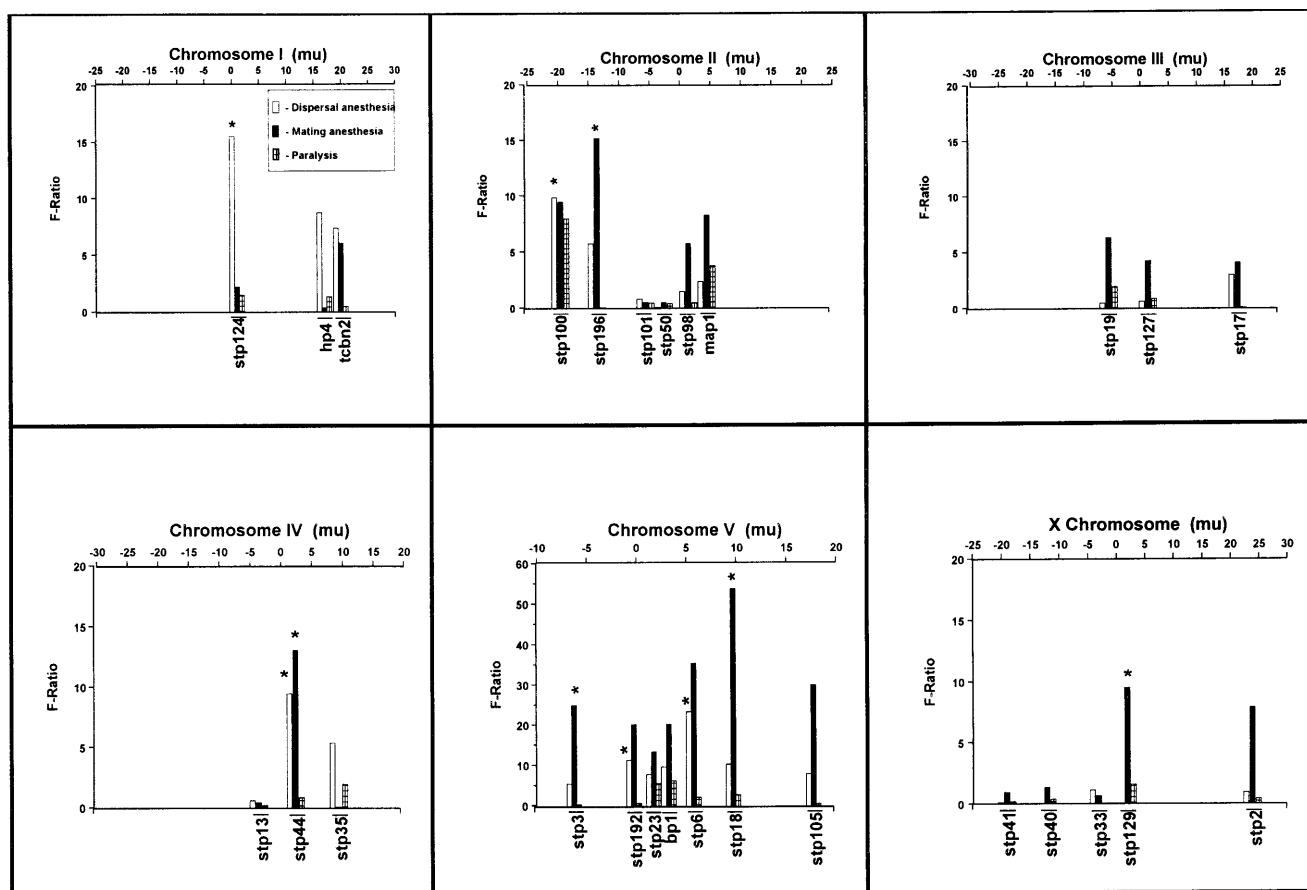 Chromosome I (mu)
-25 -20 -15 -10 -5 0 5 10 15 20 25 30
20
15
10
5
0
F-Ratio
- Dispersal anesthesia
- Mating anesthesia
- Paralysis
*
stp124
hp4
tcbn2
Chromosome II (mu)
-25 -20 -15 -10 -5 0 5 10 15 20 25
20
15
10
5
0
F-Ratio
*
*
stp100
stp196
stp101
stp50
stp98
map1
Chromosome III (mu)
-30 -25 -20 -15 -10 -5 0 5 10 15 20 25
20
15
10
5
0
F-Ratio
stp19
stp127
stp17
Chromosome IV (mu)
-30 -25 -20 -15 -10 -5 0 5 10 15 20
20
15
10
5
0
F-Ratio
*
*
stp13
stp44
stp35
Chromosome V (mu)
-10 -5 0 5 10 15 20
60
50
40
35
30
25
20
15
10
5
0
F-Ratio
*
*
*
*
stp3
stp192
stp23
bp1
stp6
stp18
stp105
X Chromosome (mu)
-25 -20 -15 -10 -5 0 5 10 15 20 25 30
20
15
10
5
0
F-Ratio
*
stp41
stp40
stp33
stp129
stp2